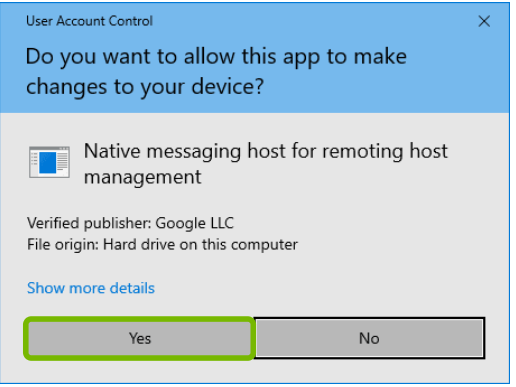 User Account Control
Do you want to allow this app to make
changes to your device?
Native messaging host for remoting host
management
Verified publisher: Google LLC
File origin: Hard drive on this computer
Show more details
Yes
No